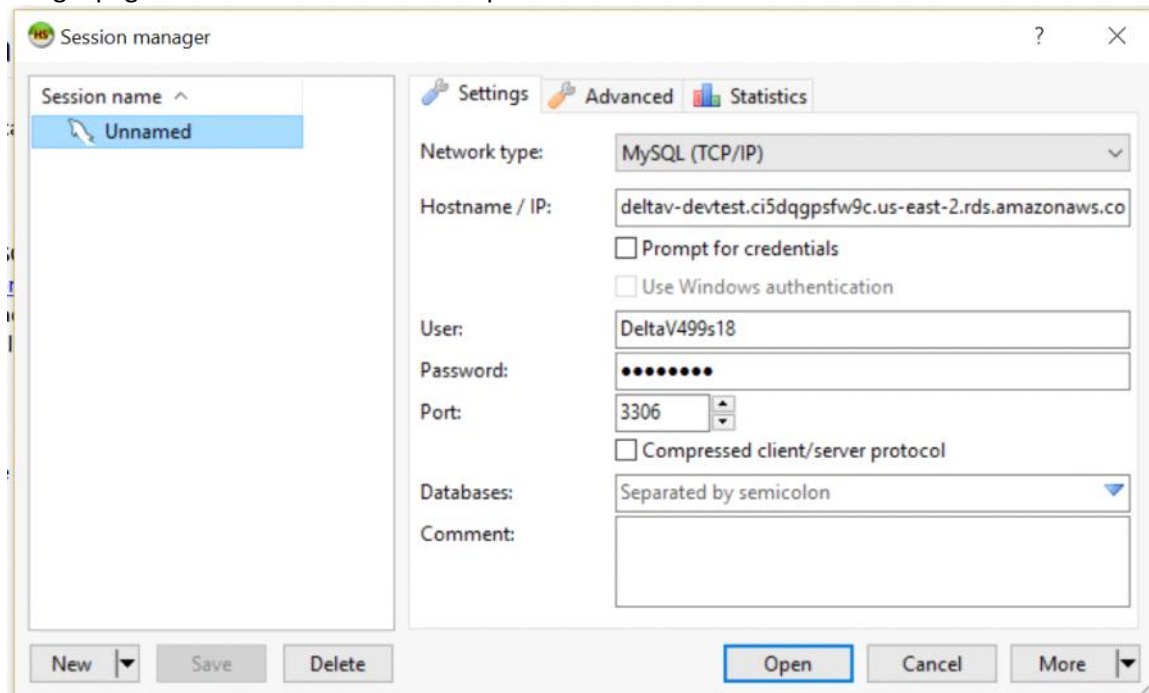 Session manager
?
Session name
Unnamed
Settings
Advanced
Statistics
Network type:
MySQL (TCP/IP)
Hostname / IP:
deltav-devtest.ci5dqgpsfw9c.us-east-2.rds.amazonaws.co
Prompt for credentials
Use Windows authentication
User:
DeltaV499s18
Password:
●●●●●●●●
Port:
3306
Compressed client/server protocol
Databases:
Separated by semicolon
Comment:
New
Save
Delete
Open
Cancel
More